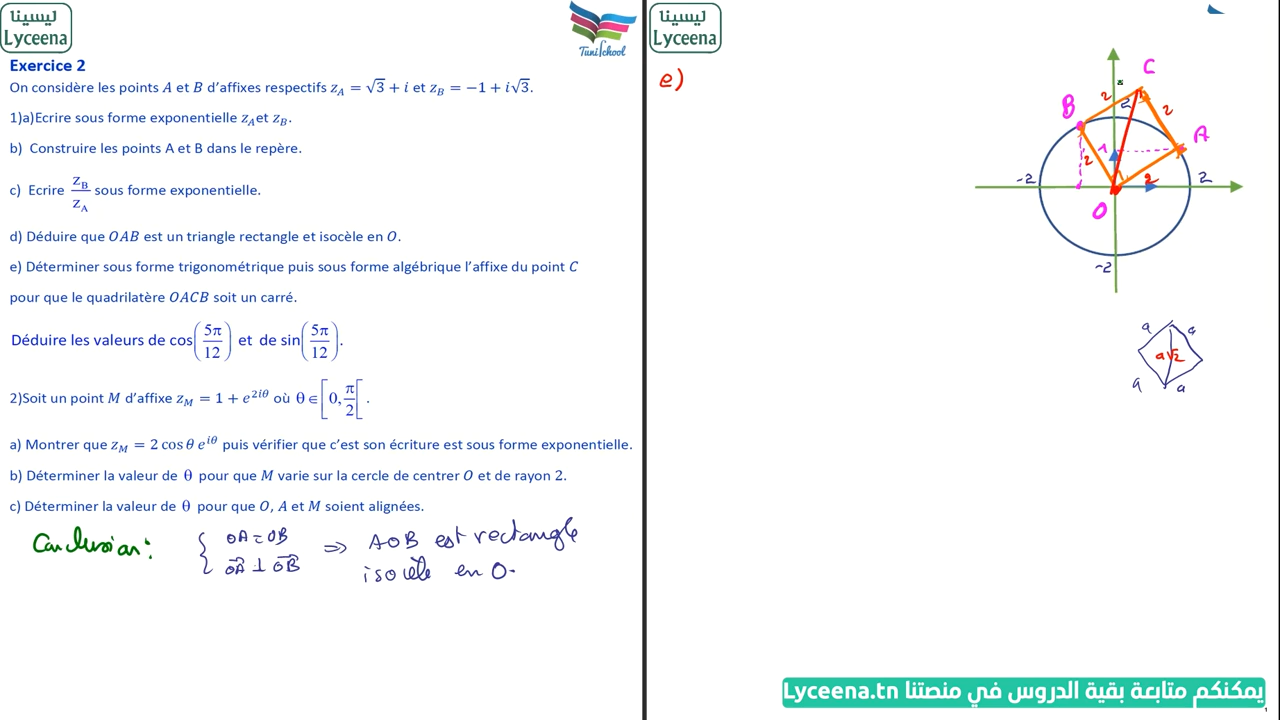 ليسينا
Lyceena
TuniSchool
Exercice 2
On considère les points A et B d’affixes respectifs z_A = √3 + i et z_B = −1 + i√3.
1)a)Ecrire sous forme exponentielle z_A et z_B.
b) Construire les points A et B dans le repère.
c) Ecrire z_B/z_A sous forme exponentielle.
d) Déduire que OAB est un triangle rectangle et isocèle en O.
e) Déterminer sous forme trigonométrique puis sous forme algébrique l’affixe du point C
pour que le quadrilatère OACB soit un carré.
Déduire les valeurs de cos(5π/12) et de sin(5π/12).
2)Soit un point M d’affixe z_M = 1 + e^{2iθ} où θ ∈ [0, π/2[ .
a) Montrer que z_M = 2 cos θ e^{iθ} puis vérifier que c’est son écriture est sous forme exponentielle.
b) Déterminer la valeur de θ pour que M varie sur la cercle de centrer O et de rayon 2.
c) Déterminer la valeur de θ pour que O, A et M soient alignées.
Conclusion : { OA = OB ⇒ AOB est rectangle
OA ⊥ OB isocèle en O.
ليسينا
Lyceena
e)
C
2 2 2
B A
1
2
-2 2 2
O
-2
a a
a√2
a a
يمكنكم متابعة بقية الدروس في منصتنا Lyceena.tn
1